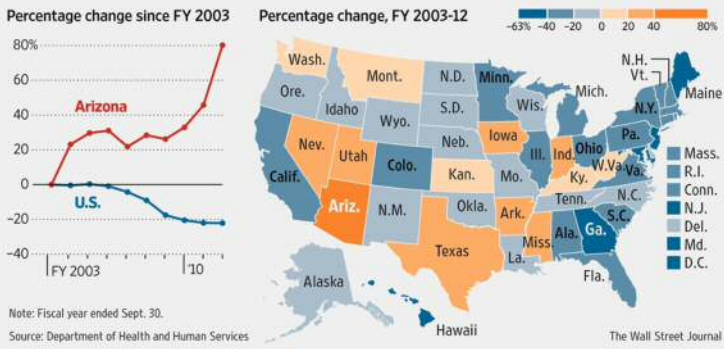 Percentage change since FY 2003
80%
60
40
20
0
−20
−40
Arizona
U.S.
FY 2003
'10
Note: Fiscal year ended Sept. 30.
Source: Department of Health and Human Services
Percentage change, FY 2003-12
−63% −40 −20 0 20 40 80%
Wash.
Mont.
N.D.
Minn.
N.H.
Vt.
Maine
Ore.
Idaho
S.D.
Wis.
Mich.
N.Y.
Wyo.
Neb.
Iowa
Pa.
Nev.
Utah
Colo.
Ill.
Ind.
Ohio
W.Va.
Va.
Calif.
Kan.
Mo.
Ky.
Mass.
R.I.
Conn.
N.J.
Del.
Md.
D.C.
Ariz.
N.M.
Okla.
Ark.
Tenn.
N.C.
S.C.
Texas
La.
Miss.
Ala.
Ga.
Fla.
Alaska
Hawaii
The Wall Street Journal